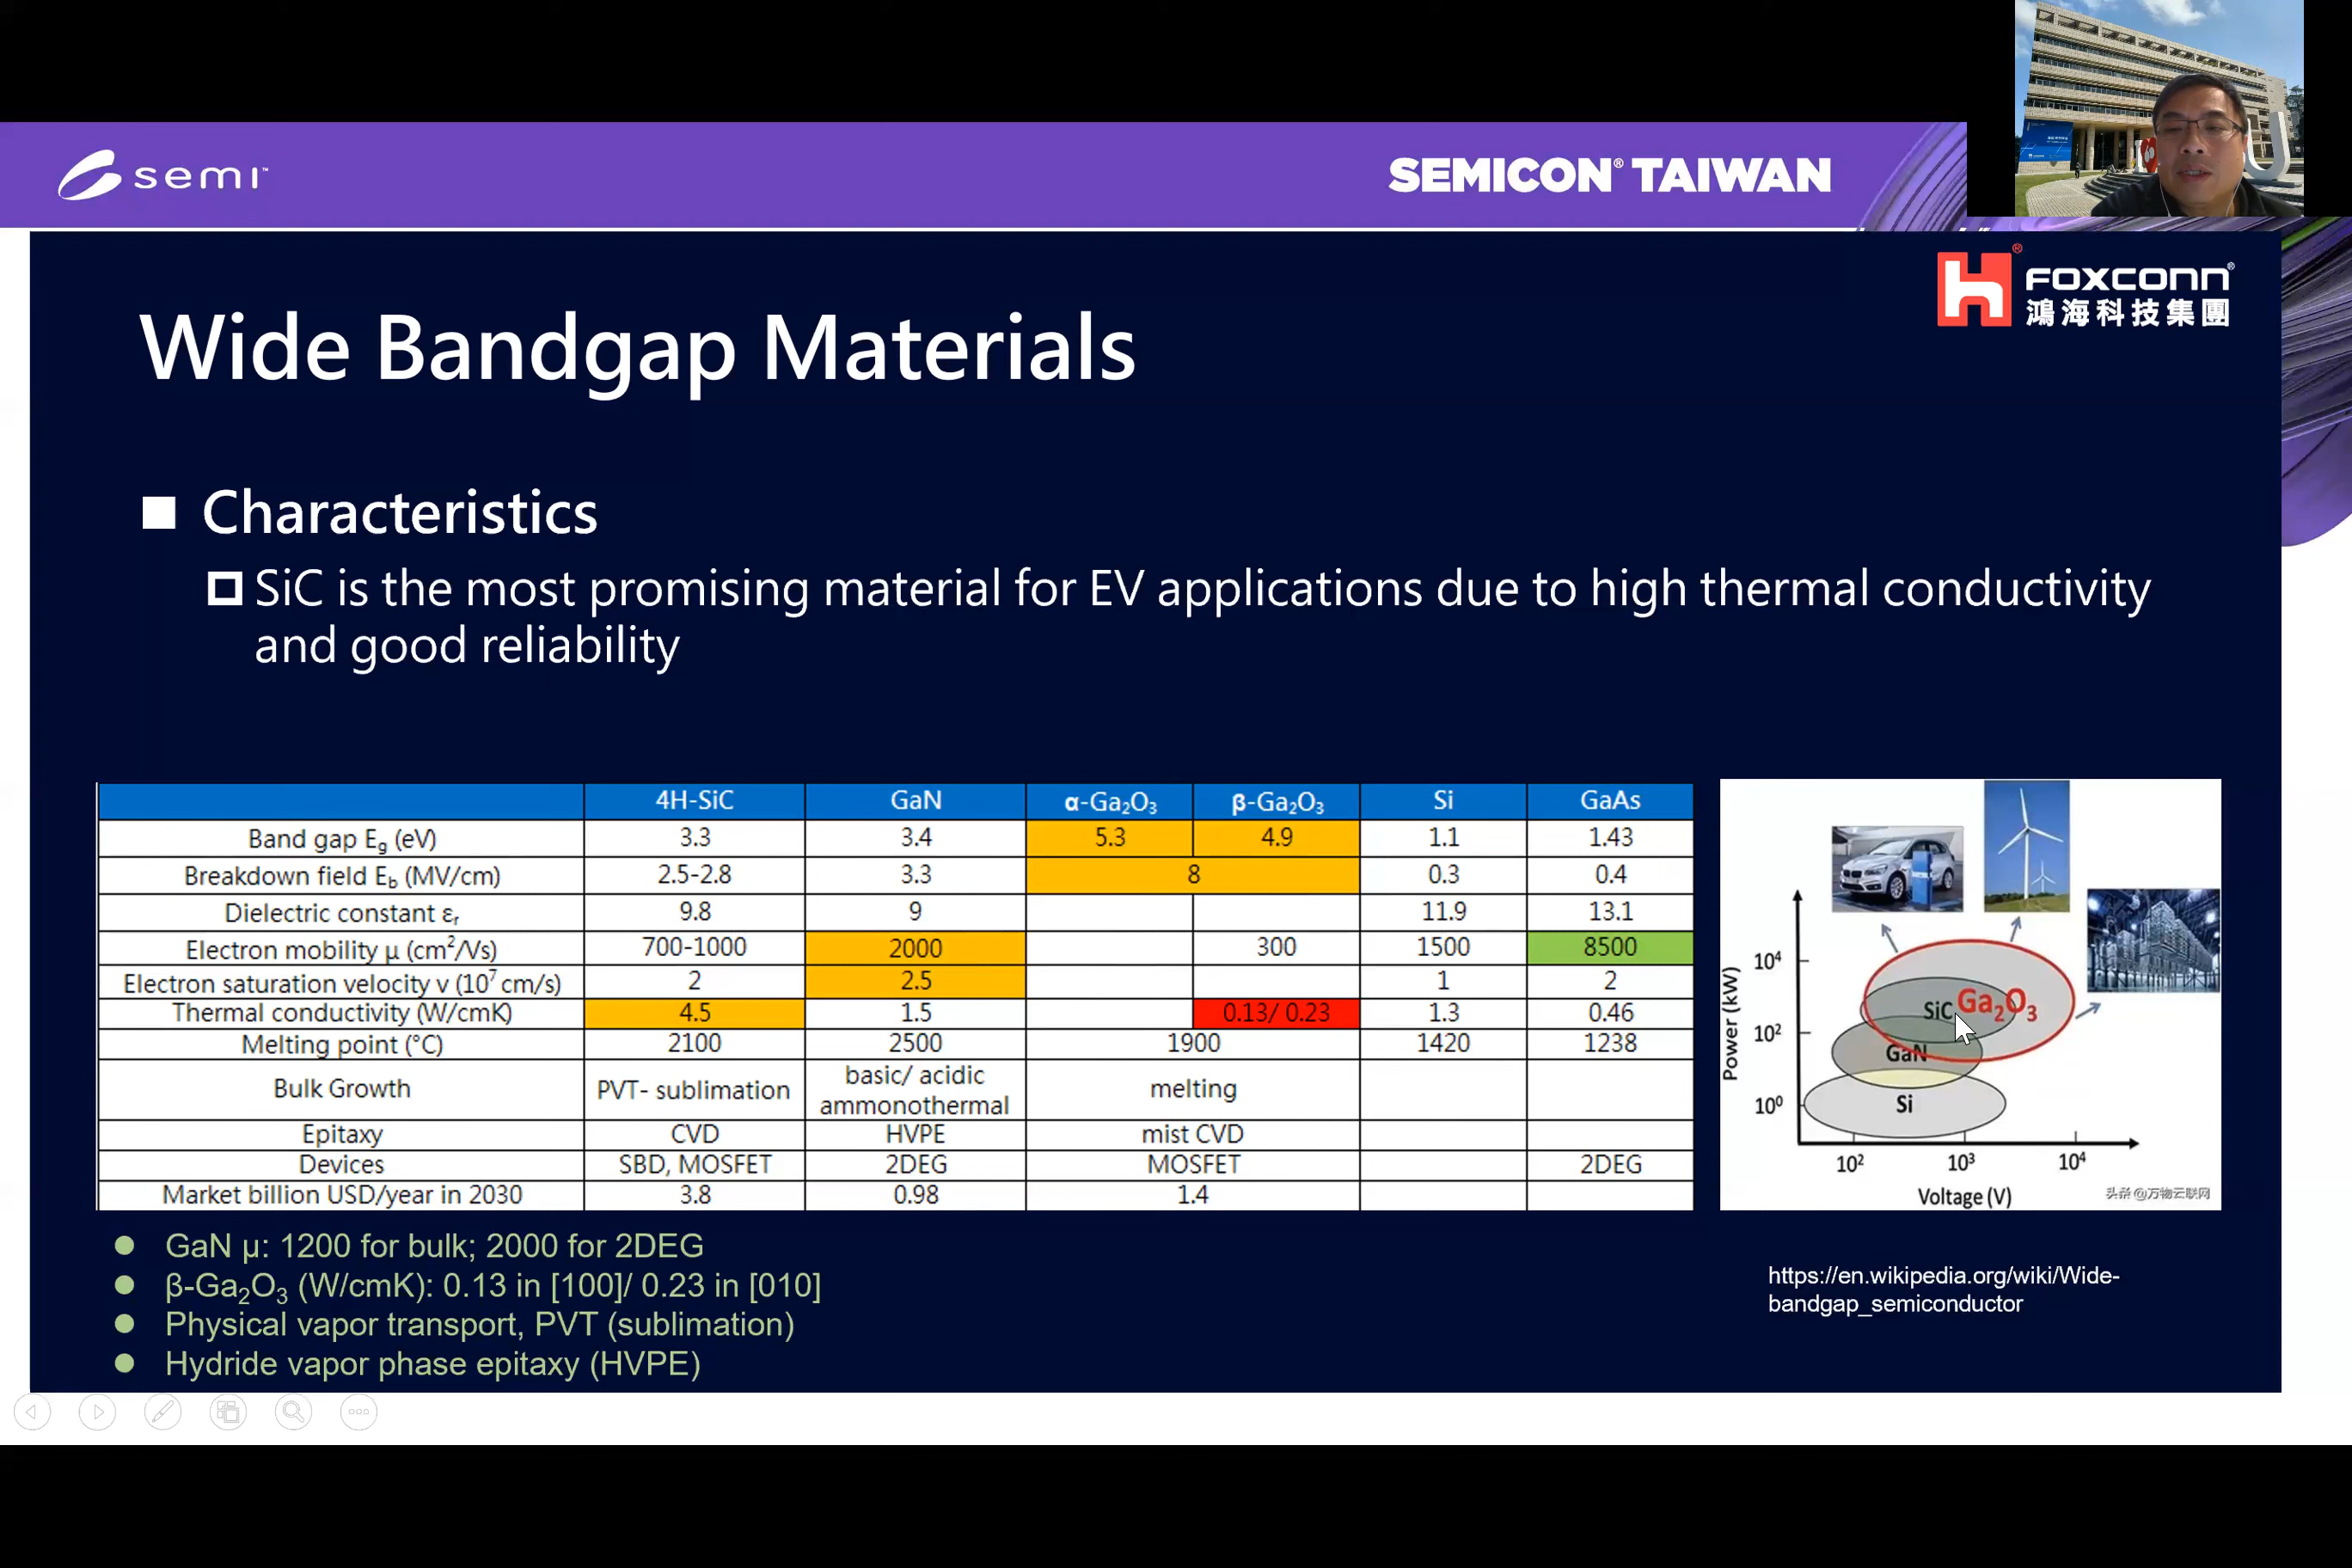 semi™
SEMICON® TAIWAN
FOXCONN®
鴻海科技集團
Wide Bandgap Materials
Characteristics
SiC is the most promising material for EV applications due to high thermal conductivity
and good reliability
4H-SiC GaN α-Ga₂O₃ β-Ga₂O₃ Si GaAs
Band gap Eg (eV) 3.3 3.4 5.3 4.9 1.1 1.43
Breakdown field Eb (MV/cm) 2.5-2.8 3.3 8 0.3 0.4
Dielectric constant εr 9.8 9 11.9 13.1
Electron mobility μ (cm²/Vs) 700-1000 2000 300 1500 8500
Electron saturation velocity v (10⁷ cm/s) 2 2.5 1 2
Thermal conductivity (W/cmK) 4.5 1.5 0.13/ 0.23 1.3 0.46
Melting point (°C) 2100 2500 1900 1420 1238
Bulk Growth PVT- sublimation basic/ acidic melting
ammonothermal
Epitaxy CVD HVPE mist CVD
Devices SBD, MOSFET 2DEG MOSFET 2DEG
Market billion USD/year in 2030 3.8 0.98 1.4
Power (kW)
10⁴
10²
10⁰
SiC Ga₂O₃
GaN
Si
10² 10³ 10⁴
Voltage (V)
头条 @万物云联网
GaN μ: 1200 for bulk; 2000 for 2DEG
β-Ga₂O₃ (W/cmK): 0.13 in [100]/ 0.23 in [010]
Physical vapor transport, PVT (sublimation)
Hydride vapor phase epitaxy (HVPE)
https://en.wikipedia.org/wiki/Wide-
bandgap_semiconductor